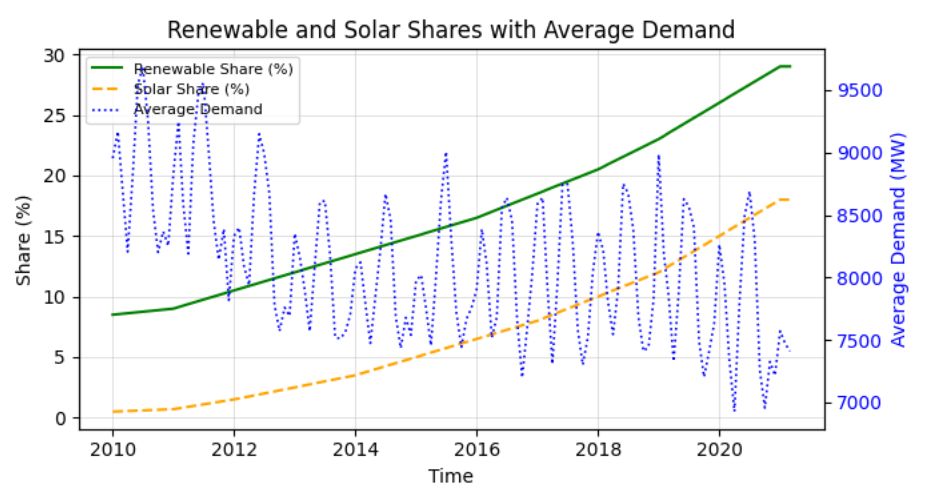 Renewable and Solar Shares with Average Demand
Renewable Share (%)
Solar Share (%)
Average Demand
Share (%)
30
25
20
15
10
5
0
9500
9000
8500
8000
7500
7000
Average Demand (MW)
2010 2012 2014 2016 2018 2020
Time